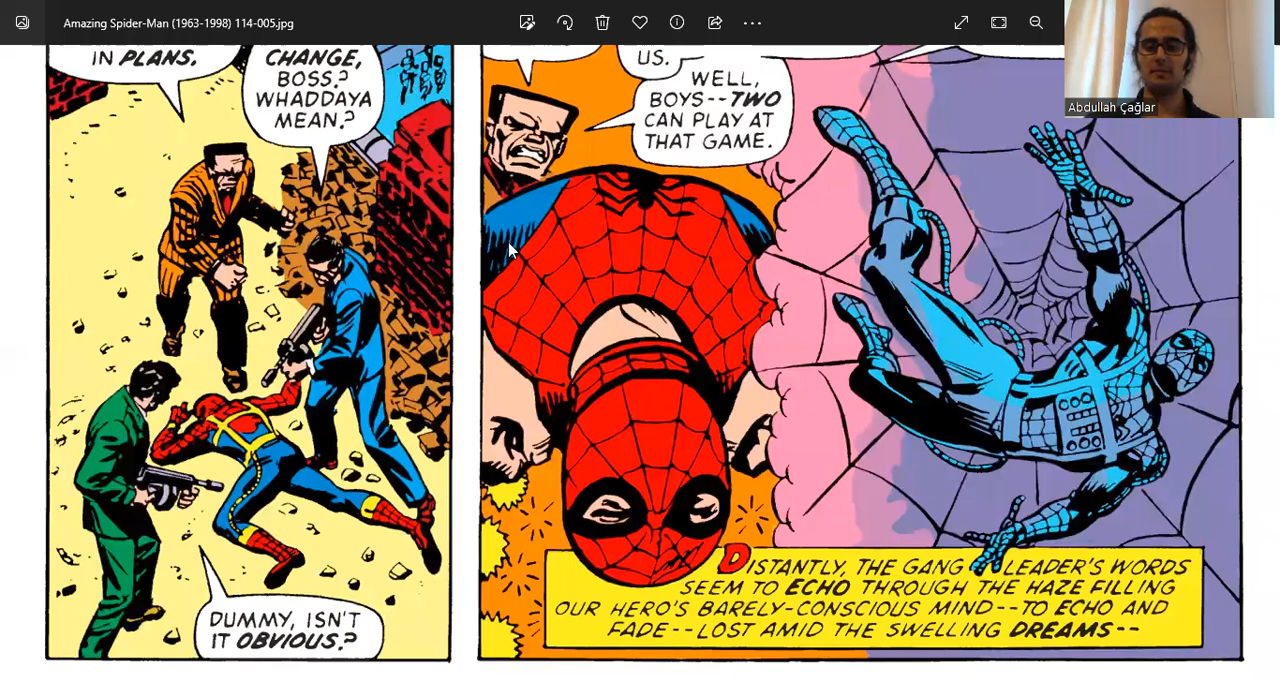 Amazing Spider-Man (1963-1998) 114-005.jpg
Abdullah Çağlar
IN PLANS.
CHANGE,
BOSS?
WHADDAYA
MEAN?
DUMMY, ISN'T
IT OBVIOUS?
US.
WELL,
BOYS--TWO
CAN PLAY AT
THAT GAME.
DISTANTLY, THE GANG LEADER'S WORDS
SEEM TO ECHO THROUGH THE HAZE FILLING
OUR HERO'S BARELY-CONSCIOUS MIND--TO ECHO AND
FADE--LOST AMID THE SWELLING DREAMS--